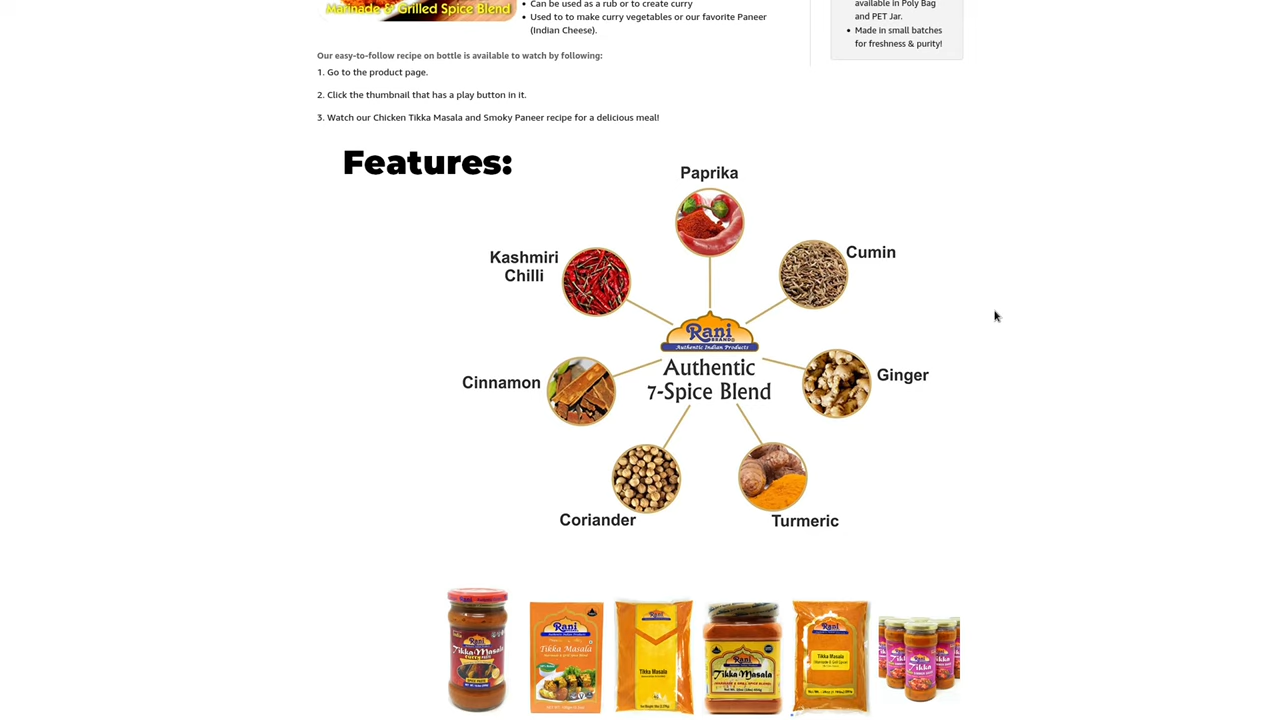 Marinade & Grilled Spice Blend
Can be used as a rub or to create curry
Used to to make curry vegetables or our favorite Paneer
(Indian Cheese).
available in Poly Bag
and PET Jar.
Made in small batches
for freshness & purity!
Our easy-to-follow recipe on bottle is available to watch by following:
1. Go to the product page.
2. Click the thumbnail that has a play button in it.
3. Watch our Chicken Tikka Masala and Smoky Paneer recipe for a delicious meal!
Features:
Paprika
Kashmiri
Chilli
Cumin
Rani
BRAND®
Authentic Indian Products
Authentic
7-Spice Blend
Cinnamon
Ginger
Coriander
Turmeric
Rani
Tikka Masala
Rani
Tikka Masala
Rani
Tikka Masala
Rani
Tikka Masala
Rani
Tikka Masala
Rani
Tikka